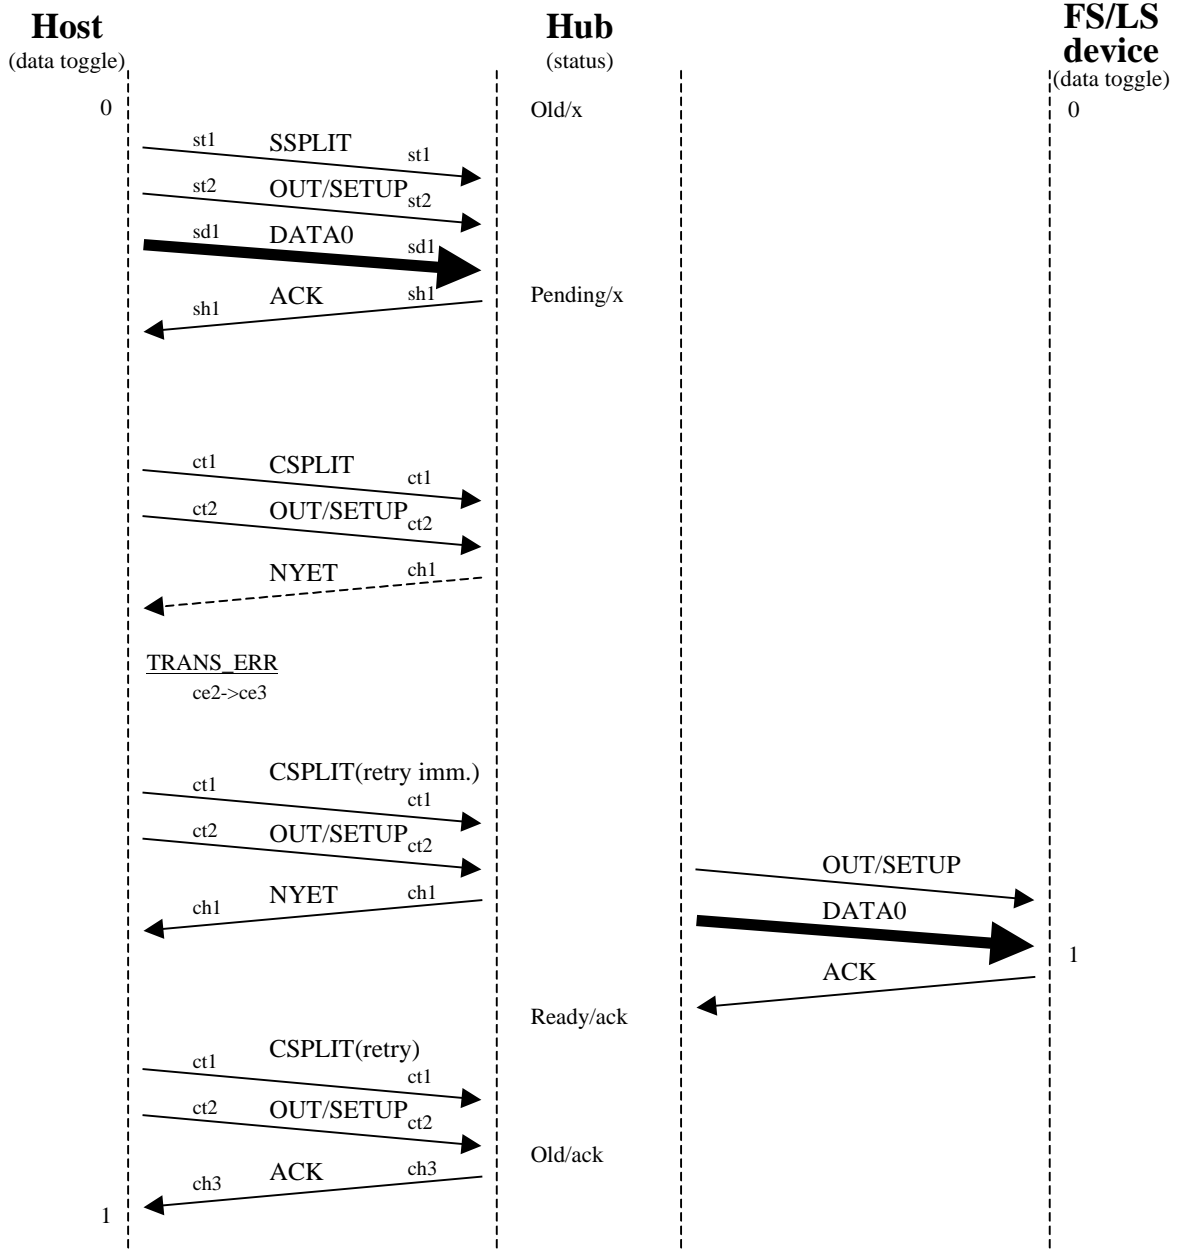 Host
(data toggle)
Hub
(status)
FS/LS
device
(data toggle)
0
Old/x
0
st1
SSPLIT
st1
st2
OUT/SETUP
st2
sd1
DATA0
sd1
ACK
sh1
sh1
Pending/x
ct1
CSPLIT
ct1
ct2
OUT/SETUP
ct2
NYET
ch1
TRANS_ERR
ce2->ce3
CSPLIT(retry imm.)
ct1
ct1
ct2
OUT/SETUP
ct2
NYET
ch1
ch1
OUT/SETUP
DATA0
1
ACK
Ready/ack
CSPLIT(retry)
ct1
ct1
ct2
OUT/SETUP
ct2
Old/ack
ACK
ch3
ch3
1